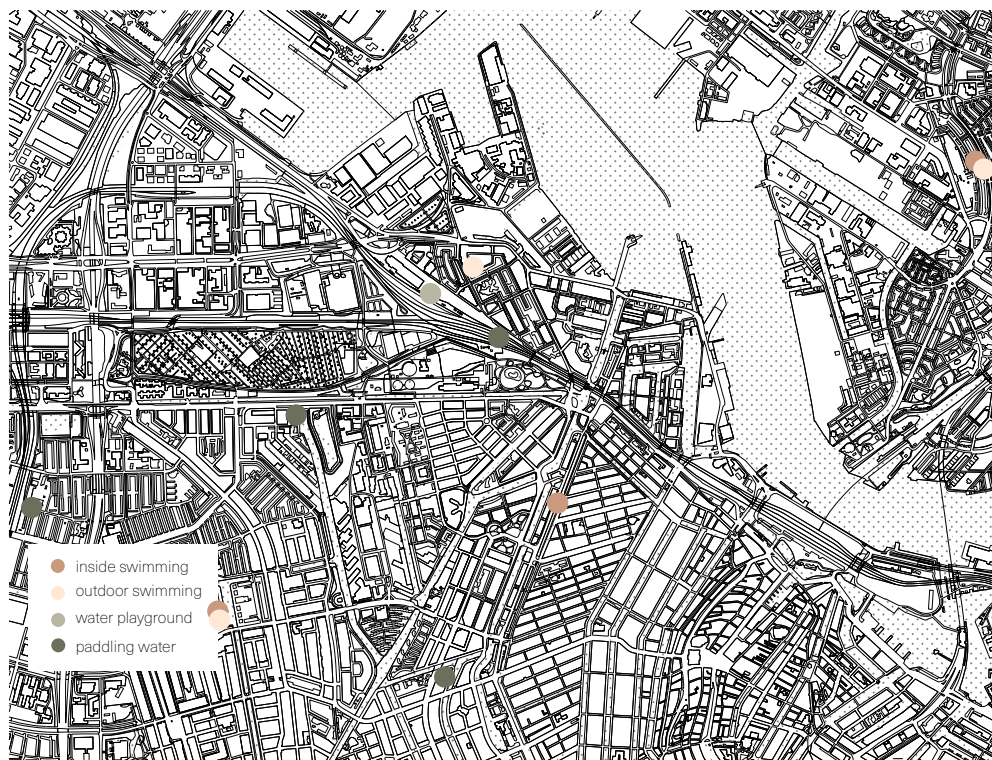 inside swimming
outdoor swimming
water playground
paddling water